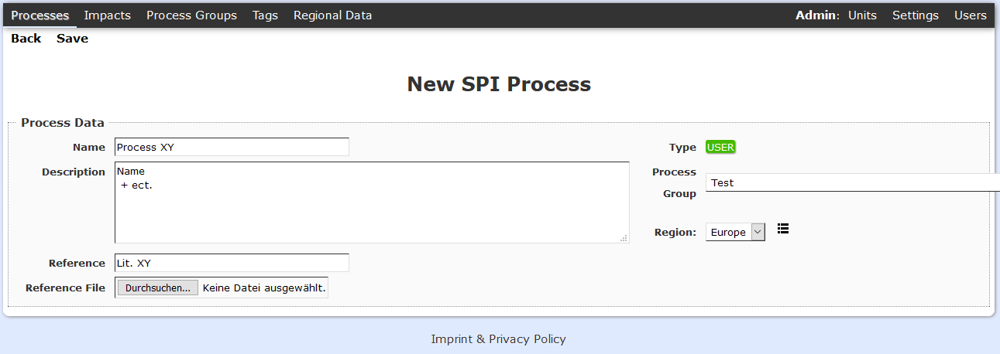 Processes Impacts Process Groups Tags Regional Data Admin: Units Settings Users
Back Save
New SPI Process
Process Data
Name Process XY Type USER
Description Name
+ ect.
Process
Group Test
Region: Europe
Reference Lit. XY
Reference File Durchsuchen... Keine Datei ausgewählt.
Imprint & Privacy Policy